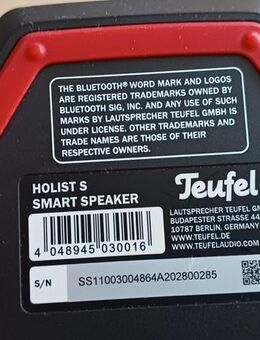 THE BLUETOOTH® WORD MARK AND LOGOS
ARE REGISTERED TRADEMARKS OWNED BY
BLUETOOTH SIG, INC. AND ANY USE OF SUCH
MARKS BY LAUTSPRECHER TEUFEL GMBH IS
UNDER LICENSE. OTHER TRADEMARKS AND
TRADE NAMES ARE THOSE OF THEIR
RESPECTIVE OWNERS.
HOLIST S
SMART SPEAKER
4 048945 030016
Teufel
LAUTSPRECHER TEUFEL GM
BUDAPESTER STRASSE 44
10787 BERLIN, GERMANY
WWW.TEUFEL.DE
WWW.TEUFELAUDIO.COM
S/N SS11003004864A202800285